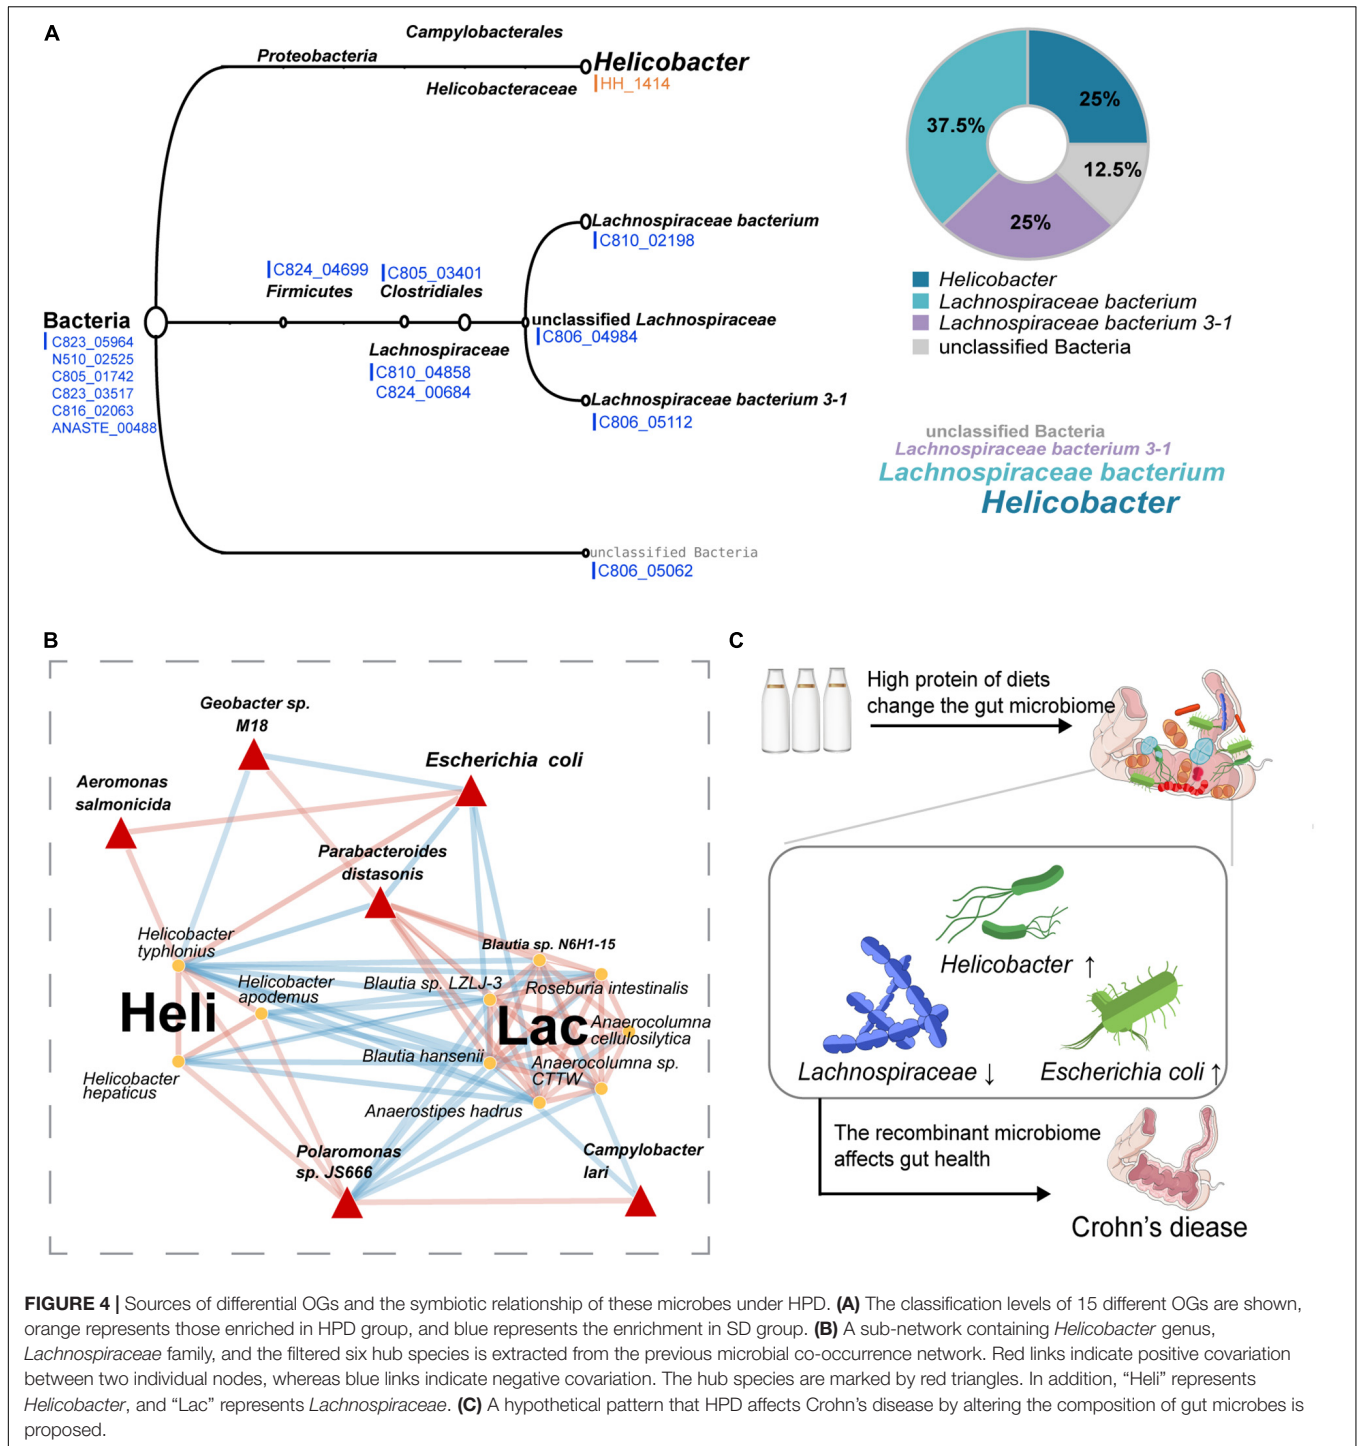 A
Campylobacterales
Proteobacteria
Helicobacter
HH_1414
Helicobacteraceae
Lachnospiraceae bacterium
C810_02198
C824_04699
C805_03401
Firmicutes
Clostridiales
Bacteria
unclassified Lachnospiraceae
C806_04984
C823_05964
N510_02525
C805_01742
C823_03517
C816_02063
ANASTE_00488
Lachnospiraceae
C810_04858
C824_00684
Lachnospiraceae bacterium 3-1
C806_05112
unclassified Bacteria
C806_05062
25%
37.5%
12.5%
25%
Helicobacter
Lachnospiraceae bacterium
Lachnospiraceae bacterium 3-1
unclassified Bacteria
unclassified Bacteria
Lachnospiraceae bacterium 3-1
Lachnospiraceae bacterium
Helicobacter
B
Geobacter sp.
M18
Escherichia coli
Aeromonas
salmonicida
Parabacteroides
distasonis
Helicobacter
typhlonius
Blautia sp. N6H1-15
Helicobacter
apodemus
Blautia sp. LZLJ-3
Roseburia intestinalis
Heli
Lac
Anaerocolumna
cellulosilytica
Blautia hansenii
Anaerocolumna sp.
CTTW
Helicobacter
hepaticus
Anaerostipes hadrus
Polaromonas
sp. JS666
Campylobacter
lari
C
High protein of diets
change the gut microbiome
Helicobacter ↑
Lachnospiraceae ↓
Escherichia coli ↑
The recombinant microbiome
affects gut health
Crohn's diease
FIGURE 4 | Sources of differential OGs and the symbiotic relationship of these microbes under HPD. (A) The classification levels of 15 different OGs are shown,
orange represents those enriched in HPD group, and blue represents the enrichment in SD group. (B) A sub-network containing Helicobacter genus,
Lachnospiraceae family, and the filtered six hub species is extracted from the previous microbial co-occurrence network. Red links indicate positive covariation
between two individual nodes, whereas blue links indicate negative covariation. The hub species are marked by red triangles. In addition, “Heli” represents
Helicobacter, and “Lac” represents Lachnospiraceae. (C) A hypothetical pattern that HPD affects Crohn’s disease by altering the composition of gut microbes is
proposed.